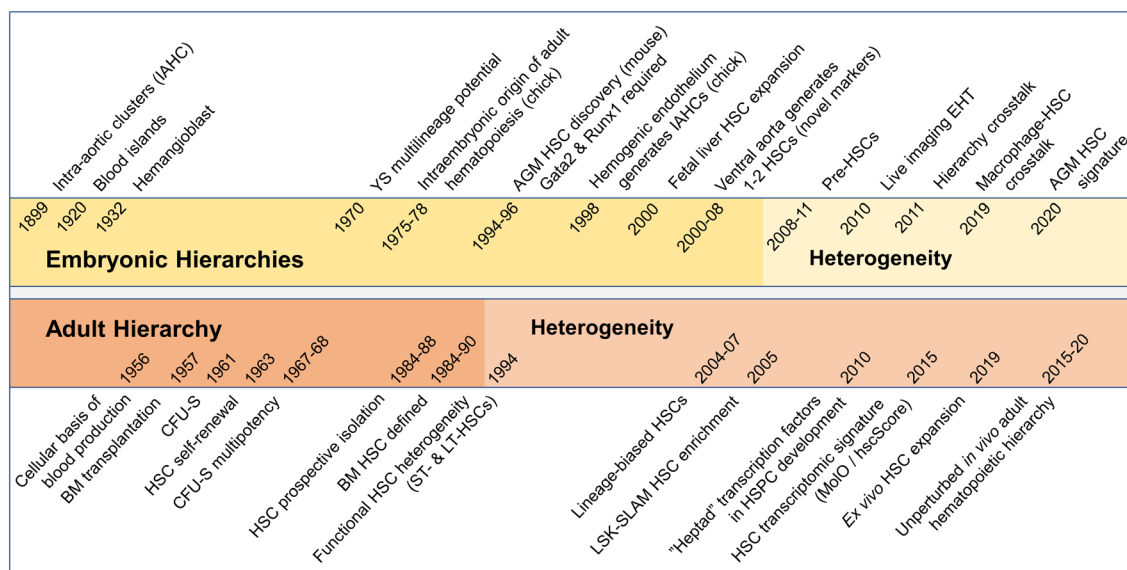 Intra-aortic clusters (IAHC)
Blood islands
Hemangioblast
YS multilineage potential
Intraembryonic origin of adult
hematopoiesis (chick)
AGM HSC discovery (mouse)
Gata2 & Runx1 required
Hemogenic endothelium
generates IAHCs (chick)
Fetal liver HSC expansion
Ventral aorta generates
1-2 HSCs (novel markers)
Pre-HSCs
Live imaging EHT
Hierarchy crosstalk
Macrophage-HSC
crosstalk
AGM HSC
signature
1899
1920
1932
1970
1975-78
1994-96
1998
2000
2000-08
2008-11
2010
2011
2019
2020
Embryonic Hierarchies
Heterogeneity
Adult Hierarchy
Heterogeneity
1956
1957
1961
1963
1967-68
1984-88
1984-90
1994
2004-07
2005
2010
2015
2019
2015-20
Cellular basis of
blood production
BM transplantation
CFU-S
HSC self-renewal
CFU-S multipotency
HSC prospective isolation
BM HSC defined
Functional HSC heterogeneity
(ST- & LT-HSCs)
Lineage-biased HSCs
LSK-SLAM HSC enrichment
"Heptad" transcription factors
in HSPC development
HSC transcriptomic signature
(MolO / hscScore)
Ex vivo HSC expansion
Unperturbed in vivo adult
hematopoietic hierarchy